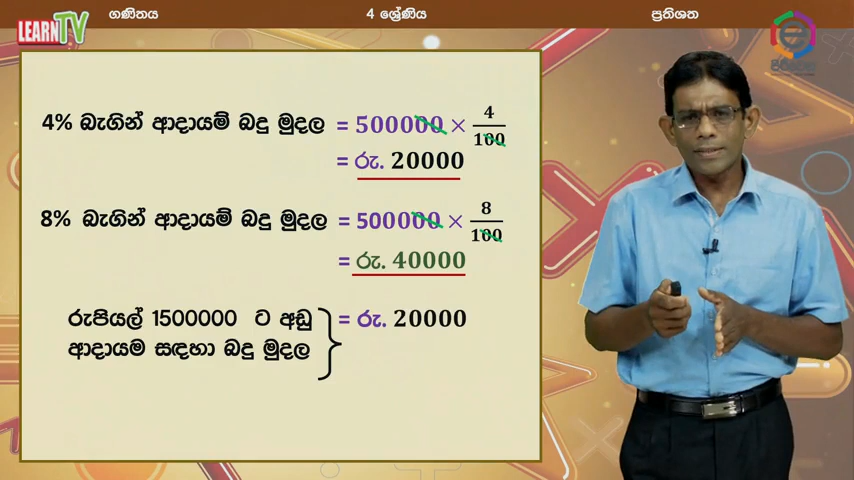 ගණිතය
4 ශ්‍රේණිය
ප්‍රතිශත
LEARN TV
4% බැගින් ආදායම් බදු මුදල = 500000 × 4/100
= රු. 20000
8% බැගින් ආදායම් බදු මුදල = 500000 × 8/100
= රු. 40000
රුපියල් 1500000 ට අඩු } = රු. 20000
ආදායම සඳහා බදු මුදල